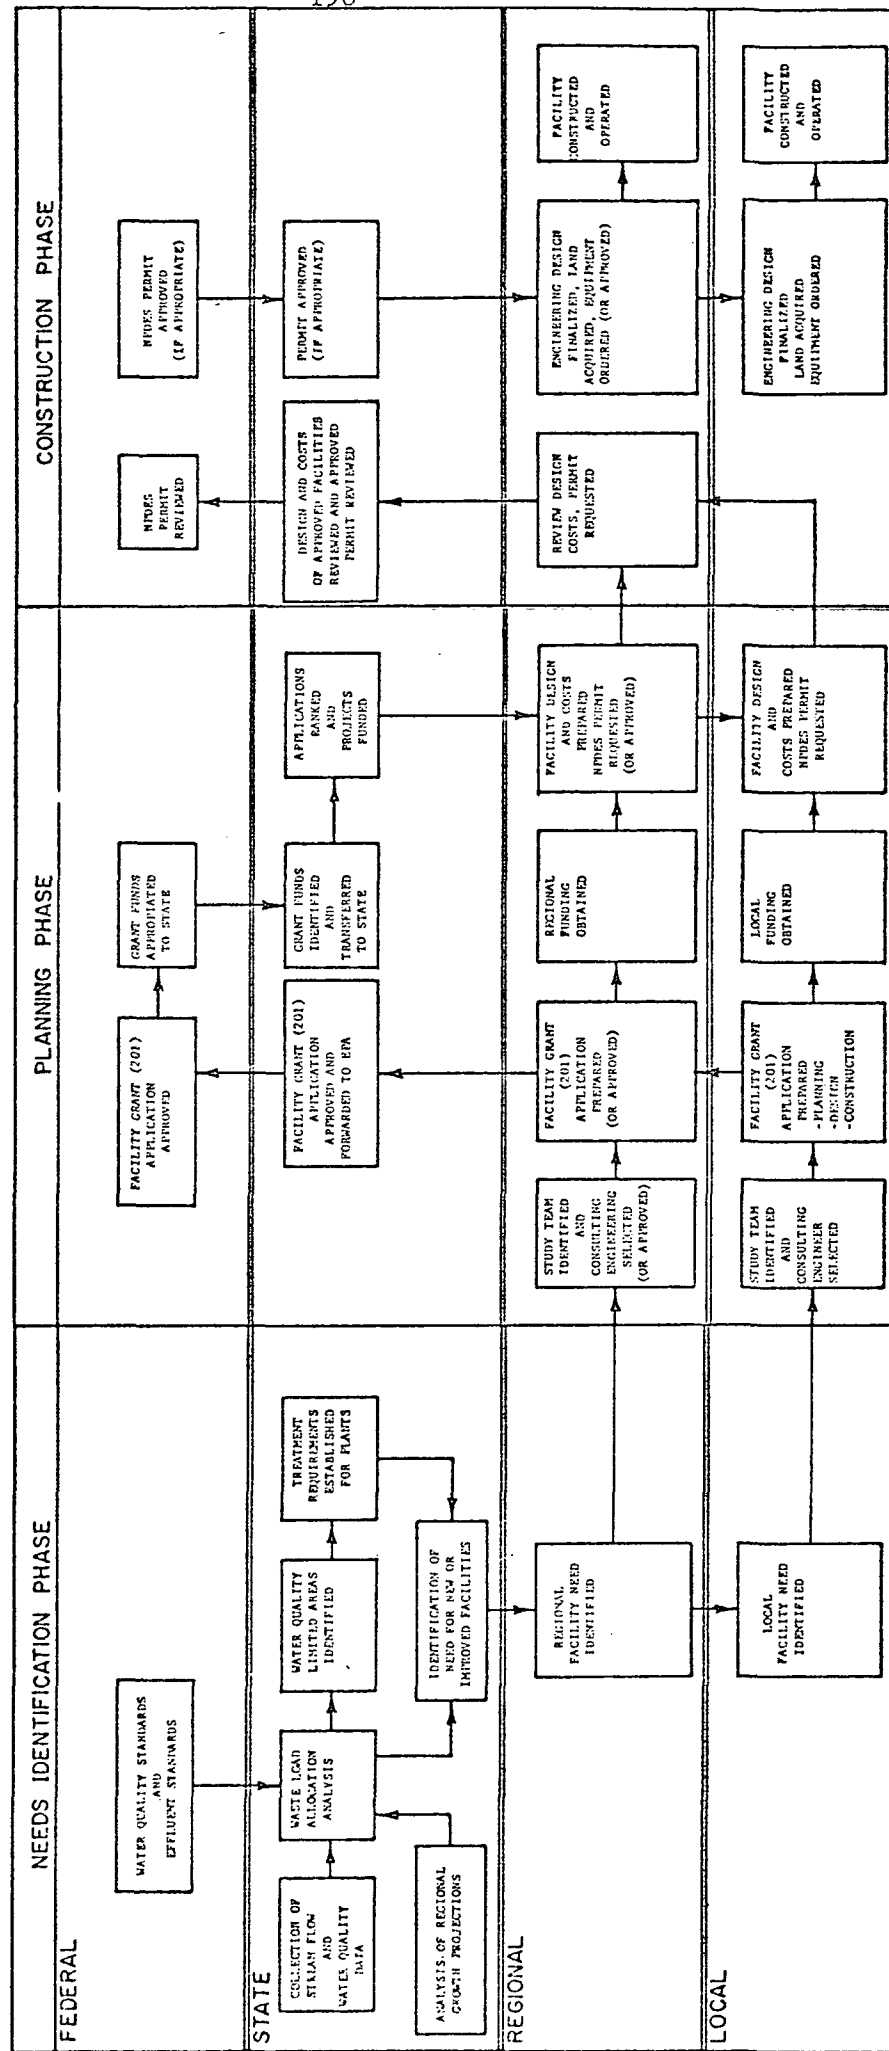 198
NEEDS IDENTIFICATION PHASE
PLANNING PHASE
CONSTRUCTION PHASE
FEDERAL
WATER QUALITY STANDARDS
AND
EFFLUENT STANDARDS
FACILITY GRANT (201)
APPLICATION
APPROVED
GRANT FUNDS
APPROPIATED
TO STATE
NPDES
PERMIT
REVIEWED
NPDES PERMIT
APPROVED
(IF APPROPRIATE)
STATE
COLLECTION OF
STREAM FLOW
AND
WATER QUALITY
DATA
ANALYSIS OF REGIONAL
GROWTH PROJECTIONS
WASTE LOAD
ALLOCATION
ANALYSIS
WATER QUALITY
LIMITED AREAS
IDENTIFIED
TREATMENT
REQUIREMENTS
ESTABLISHED
FOR PLANTS
IDENTIFICATION OF
NEED FOR NEW OR
IMPROVED FACILITIES
FACILITY GRANT (201)
APPLICATION
APPROVED AND
FORWARDED TO EPA
GRANT FUNDS
IDENTIFIED
AND
TRANSFERRED
TO STATE
APPLICATIONS
RANKED
AND
PROJECTS
FUNDED
DESIGN AND COSTS
OF APPROVED FACILITIES
REVIEWED AND APPROVED
PERMIT REVIEWED
PERMIT APPROVED
(IF APPROPRIATE)
REGIONAL
REGIONAL
FACILITY NEED
IDENTIFIED
STUDY TEAM
IDENTIFIED
AND
CONSULTING
ENGINEERING
SELECTED
(OR APPROVED)
FACILITY GRANT
(201)
APPLICATION
PREPARED
(OR APPROVED)
REGIONAL
FUNDING
OBTAINED
FACILITY DESIGN
AND COSTS
PREPARED
NPDES PERMIT
REQUESTED
(OR APPROVED)
REVIEW DESIGN
COSTS, PERMIT
REQUESTED
ENGINEERING DESIGN
FINALIZED, LAND
ACQUIRED, EQUIPMENT
ORDERED (OR APPROVED)
FACILITY
CONSTRUCTED
AND
OPERATED
LOCAL
LOCAL
FACILITY NEED
IDENTIFIED
STUDY TEAM
IDENTIFIED
AND
CONSULTING
ENGINEER
SELECTED
FACILITY GRANT
(201)
APPLICATION
PREPARED
-PLANNING
-DESIGN
-CONSTRUCTION
LOCAL
FUNDING
OBTAINED
FACILITY DESIGN
AND
COSTS PREPARED
NPDES PERMIT
REQUESTED
ENGINEERING DESIGN
FINALIZED
LAND ACQUIRED
EQUIPMENT ORDERED
FACILITY
CONSTRUCTED
AND
OPERATED